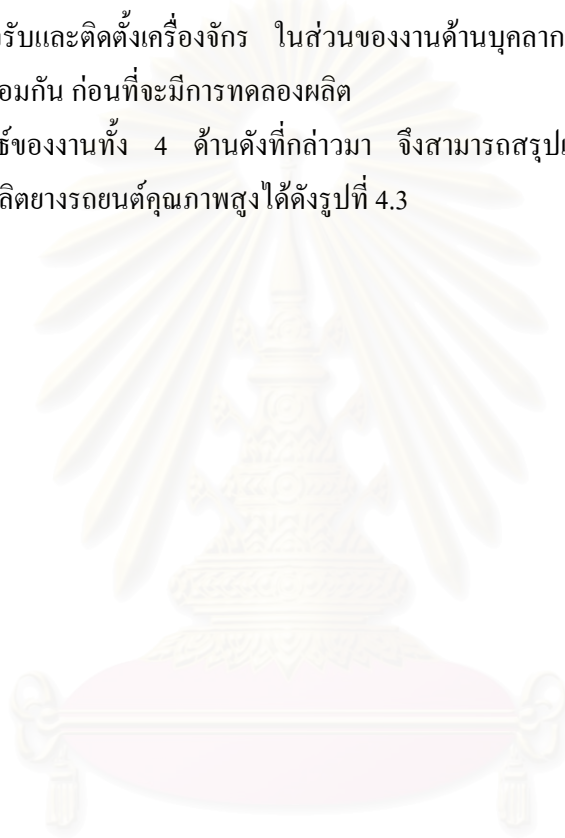 รับและติดตั้งเครื่องจักร ในส่วนของงานด้านบุคลาก
อมกัน ก่อนที่จะมีการทดลองผลิต
ธ์ของงานทั้ง 4 ด้านดังที่กล่าวมา จึงสามารถสรุป
ลิตยางรถยนต์คุณภาพสูงได้ดังรูปที่ 4.3